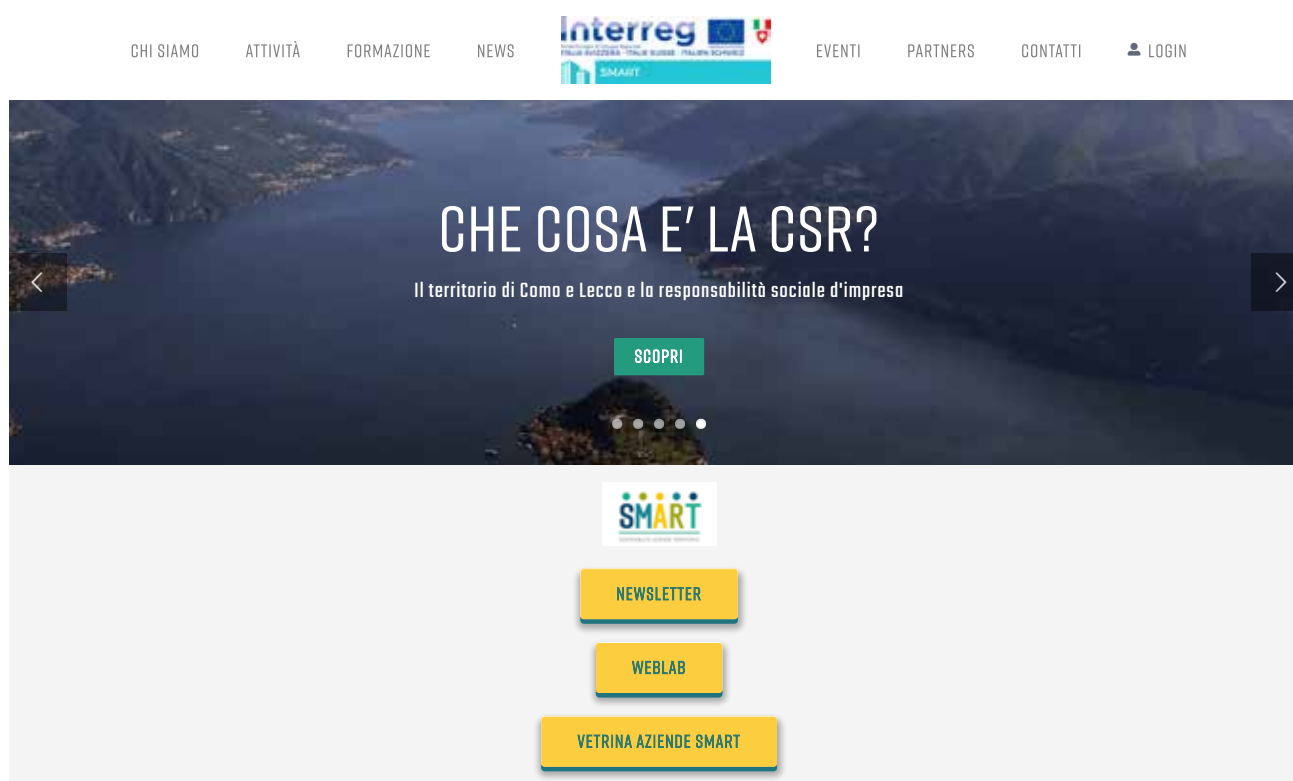 CHI SIAMO
ATTIVITÀ
FORMAZIONE
NEWS
Interreg
SMART
EVENTI
PARTNERS
CONTATTI
LOGIN
CHE COSA E' LA CSR?
Il territorio di Como e Lecco e la responsabilità sociale d'impresa
SCOPRI
SMART
NEWSLETTER
WEBLAB
VETRINA AZIENDE SMART